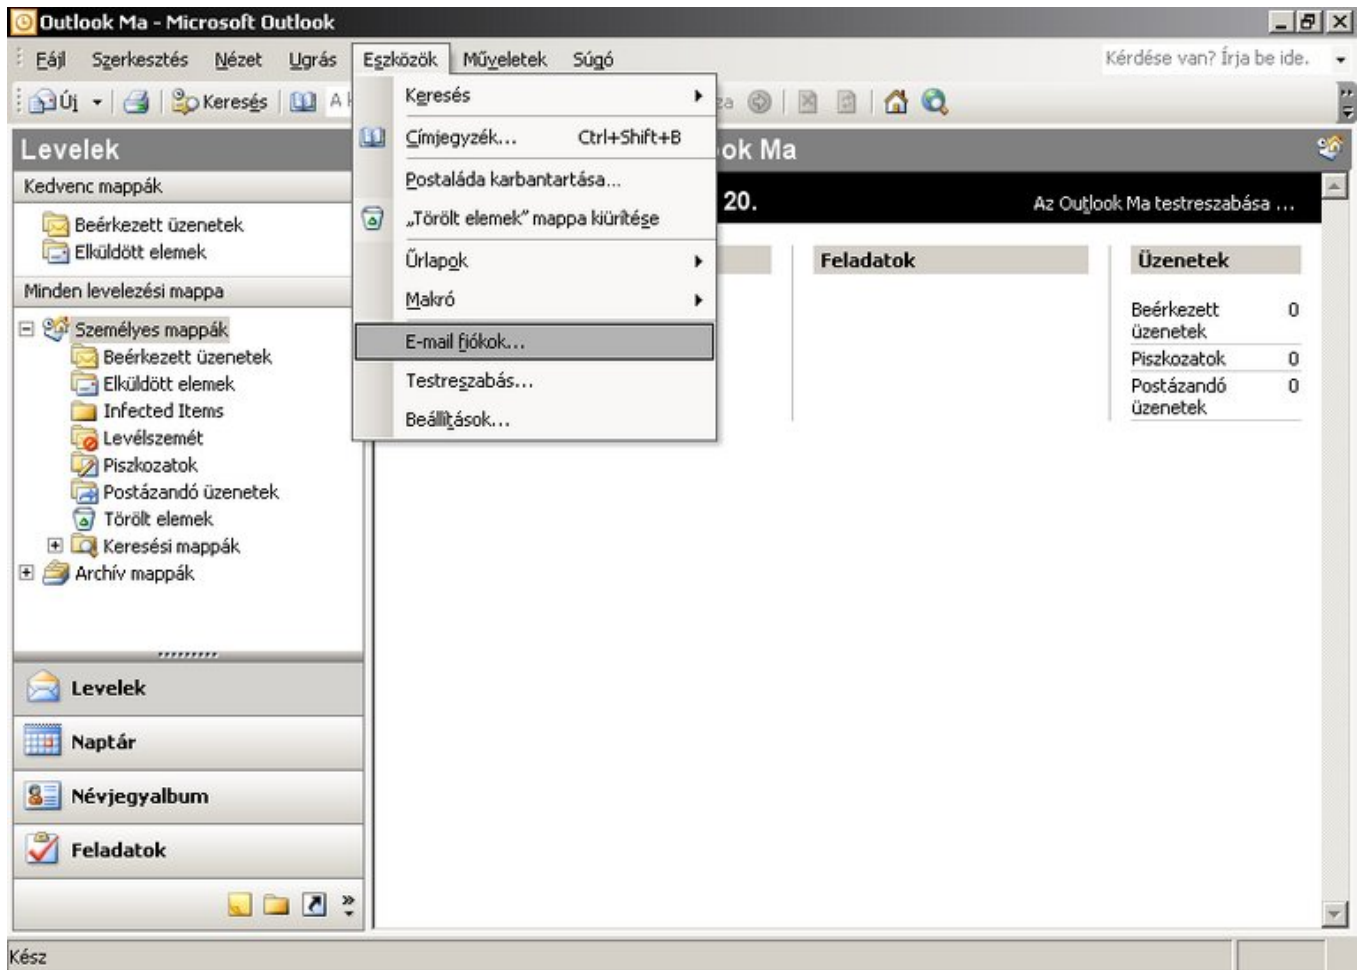 Outlook Ma - Microsoft Outlook
Fájl Szerkesztés Nézet Ugrás Eszközök Műveletek Súgó Kérdése van? Írja be ide.
Új Keresés
Levelek
Kedvenc mappák
Beérkezett üzenetek
Elküldött elemek
Minden levelezési mappa
Személyes mappák
Beérkezett üzenetek
Elküldött elemek
Infected Items
Levélszemét
Piszkozatok
Postázandó üzenetek
Törölt elemek
Keresési mappák
Archív mappák
Levelek
Naptár
Névjegyalbum
Feladatok
Keresés
Címjegyzék... Ctrl+Shift+B
Postaláda karbantartása...
„Törölt elemek” mappa kiürítése
Űrlapok
Makró
E-mail fiókok...
Testreszabás...
Beállítások...
ok Ma
20. Az Outlook Ma testreszabása ...
Feladatok
Üzenetek
Beérkezett üzenetek 0
Piszkozatok 0
Postázandó üzenetek 0
Kész